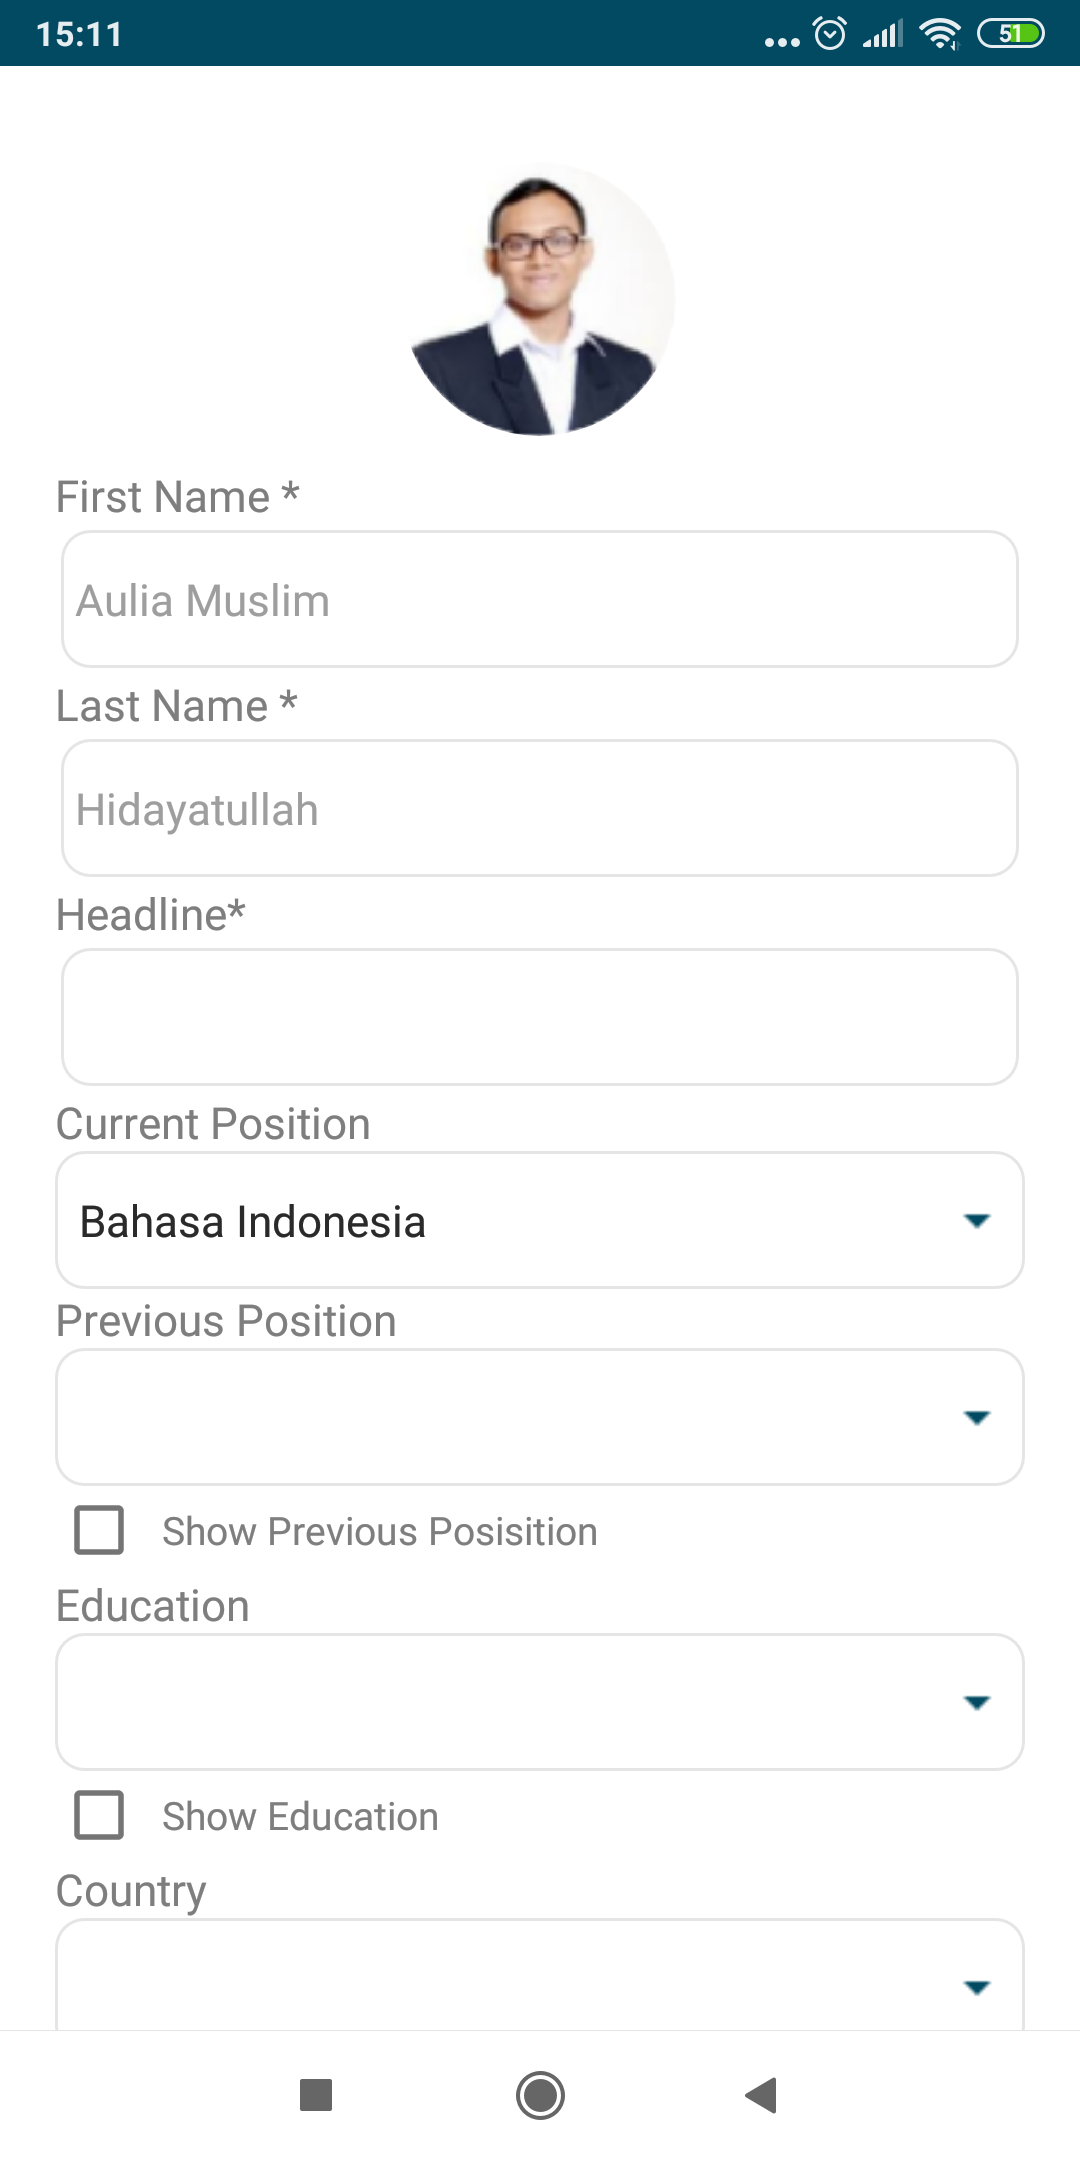 15:11
51
First Name *
Aulia Muslim
Last Name *
Hidayatullah
Headline*
Current Position
Bahasa Indonesia
Previous Position
Show Previous Posisition
Education
Show Education
Country